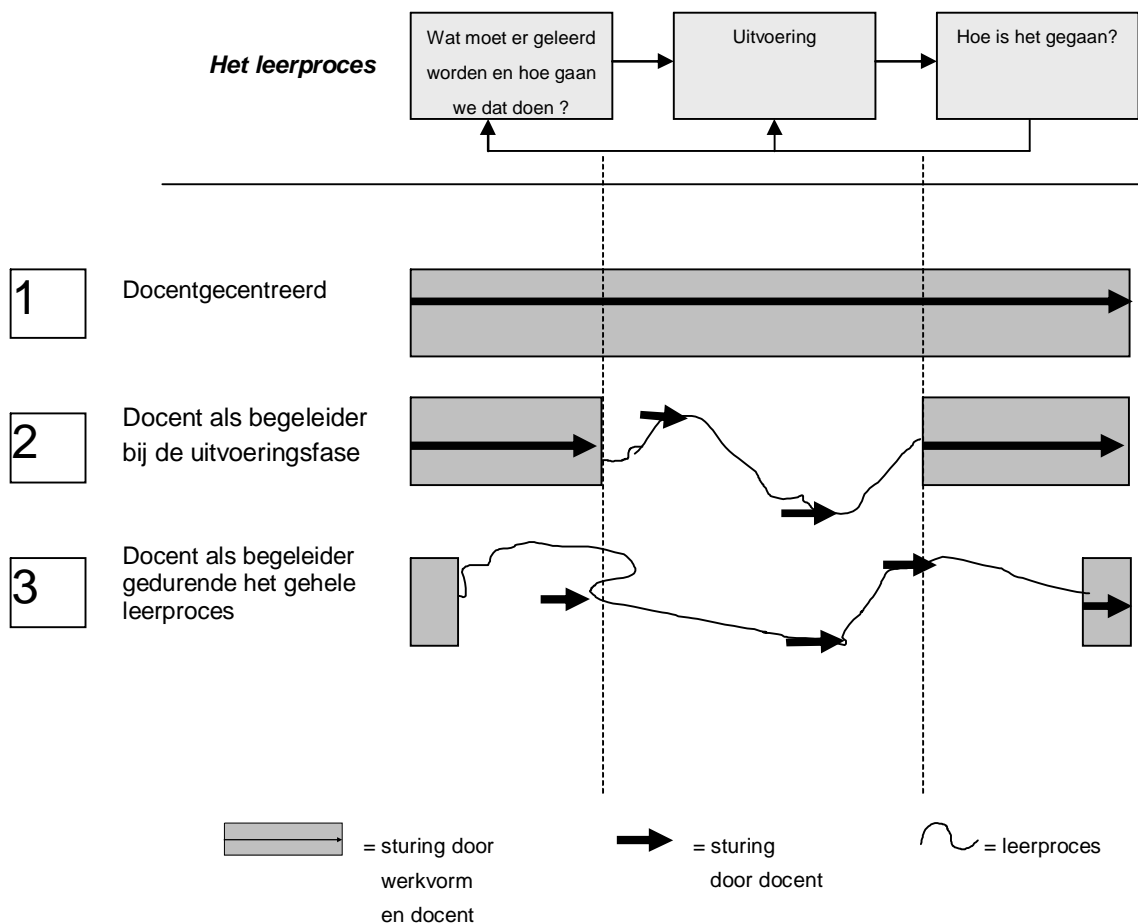 Het leerproces
Wat moet er geleerd
worden en hoe gaan
we dat doen ?
Uitvoering
Hoe is het gegaan?
1
Docentgecentreerd
2
Docent als begeleider
bij de uitvoeringsfase
3
Docent als begeleider
gedurende het gehele
leerproces
= sturing door
werkvorm
en docent
= sturing
door docent
= leerproces